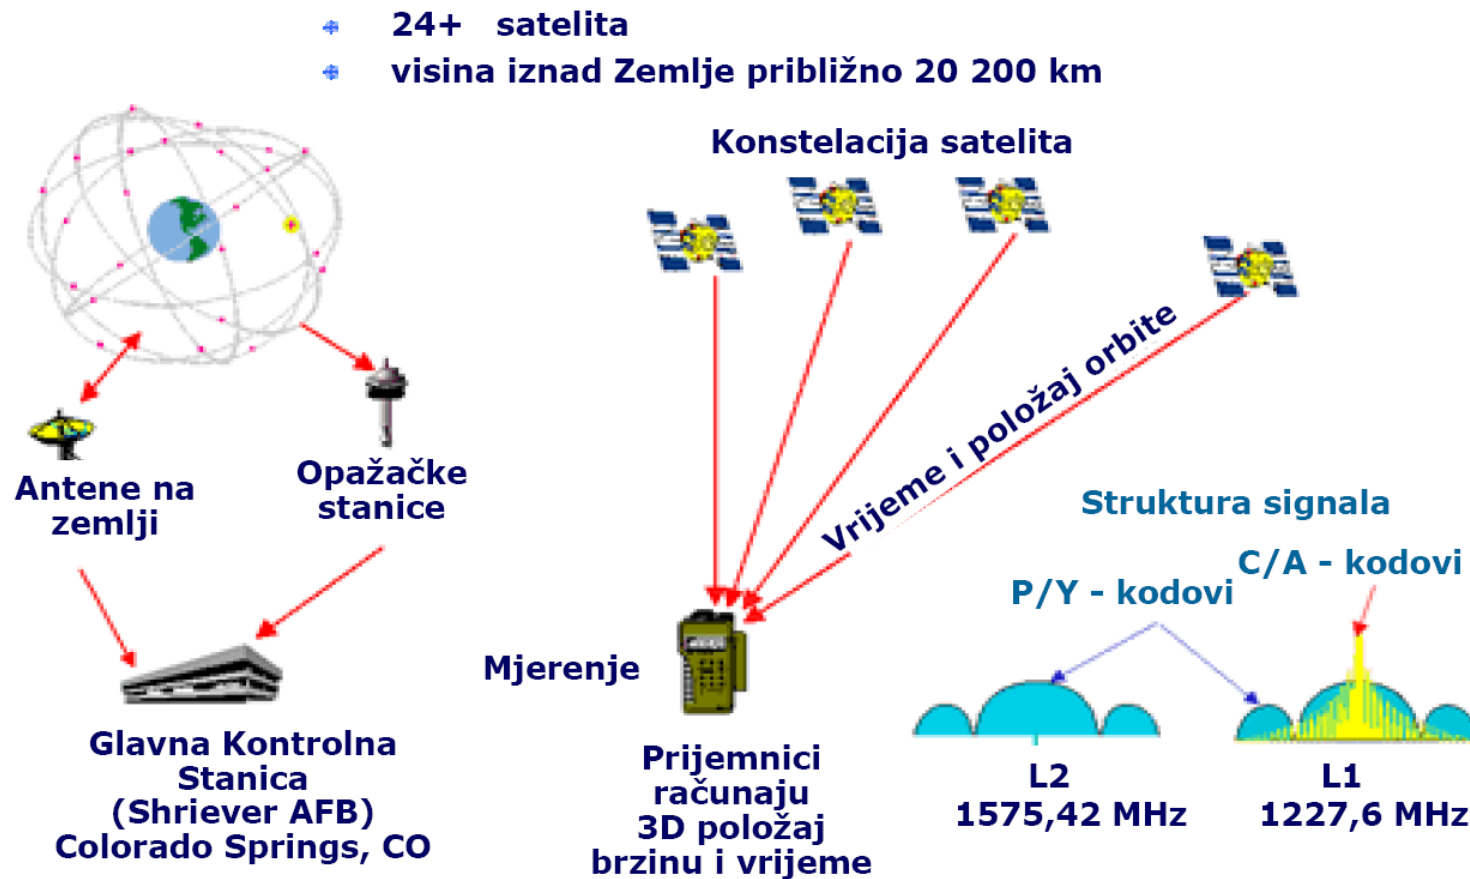 24+ satelita
visina iznad Zemlje približno 20 200 km
Konstelacija satelita
Vrijeme i položaj orbite
Antene na
zemlji
Opažačke
stanice
Glavna Kontrolna
Stanica
(Shriever AFB)
Colorado Springs, CO
Mjerenje
Prijemnici
računaju
3D položaj
brzinu i vrijeme
Struktura signala
C/A - kodovi
P/Y - kodovi
L2
1575,42 MHz
L1
1227,6 MHz